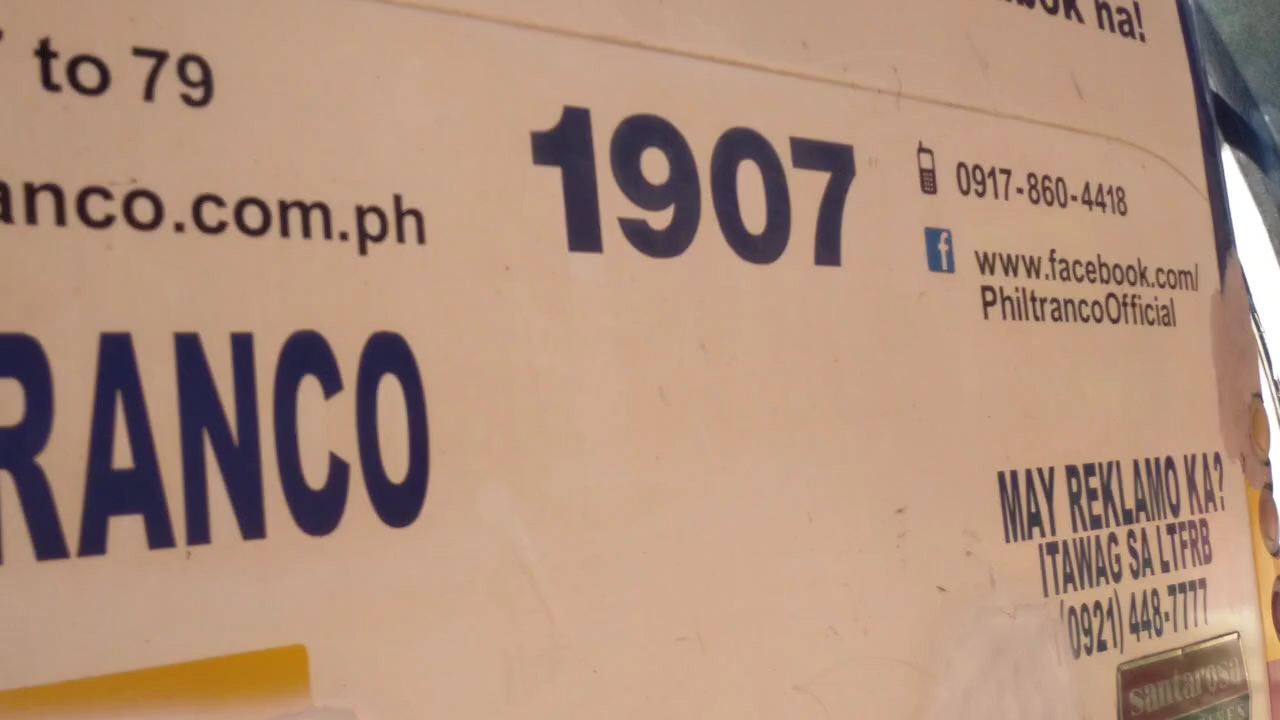 na!
to 79
1907
0917-860-4418
anco.com.ph
www.facebook.com/
PhiltrancoOfficial
RANCO
MAY REKLAMO KA?
ITAWAG SA LTFRB
(0921) 448-7777
santarosa